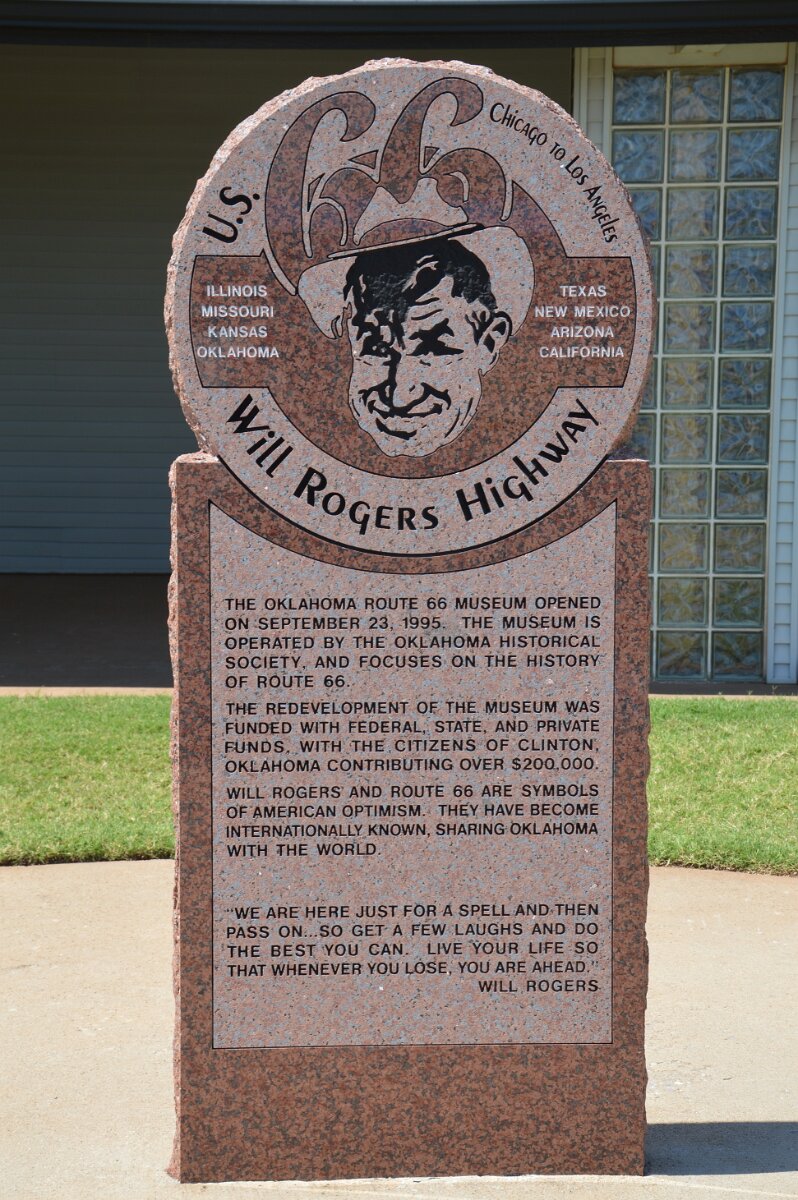 U.S.
66
Chicago to Los Angeles
ILLINOIS
MISSOURI
KANSAS
OKLAHOMA
TEXAS
NEW MEXICO
ARIZONA
CALIFORNIA
Will Rogers Highway
THE OKLAHOMA ROUTE 66 MUSEUM OPENED
ON SEPTEMBER 23, 1995. THE MUSEUM IS
OPERATED BY THE OKLAHOMA HISTORICAL
SOCIETY, AND FOCUSES ON THE HISTORY
OF ROUTE 66.
THE REDEVELOPMENT OF THE MUSEUM WAS
FUNDED WITH FEDERAL, STATE, AND PRIVATE
FUNDS, WITH THE CITIZENS OF CLINTON,
OKLAHOMA CONTRIBUTING OVER $200,000.
WILL ROGERS AND ROUTE 66 ARE SYMBOLS
OF AMERICAN OPTIMISM. THEY HAVE BECOME
INTERNATIONALLY KNOWN, SHARING OKLAHOMA
WITH THE WORLD.
"WE ARE HERE JUST FOR A SPELL AND THEN
PASS ON...SO GET A FEW LAUGHS AND DO
THE BEST YOU CAN. LIVE YOUR LIFE SO
THAT WHENEVER YOU LOSE, YOU ARE AHEAD."
WILL ROGERS